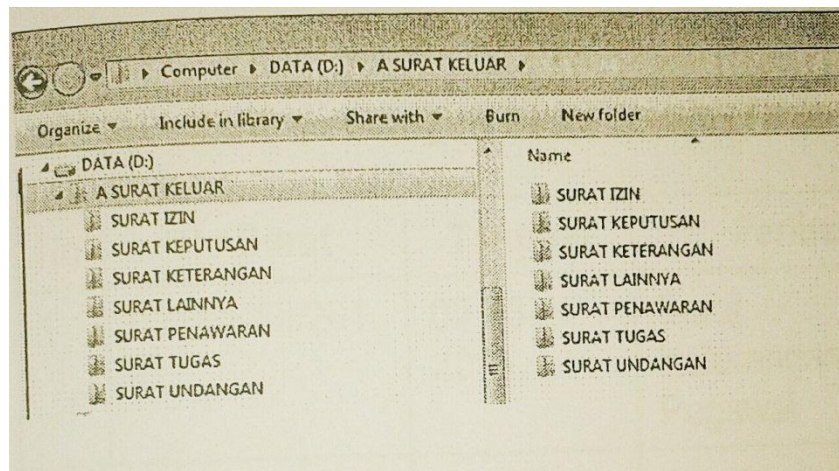 Computer DATA (D:) A SURAT KELUAR
Organize Include in library Share with Burn New folder
DATA (D:)
A SURAT KELUAR
SURAT IZIN
SURAT KEPUTUSAN
SURAT KETERANGAN
SURAT LAINNYA
SURAT PENAWARAN
SURAT TUGAS
SURAT UNDANGAN
Name
SURAT IZIN
SURAT KEPUTUSAN
SURAT KETERANGAN
SURAT LAINNYA
SURAT PENAWARAN
SURAT TUGAS
SURAT UNDANGAN